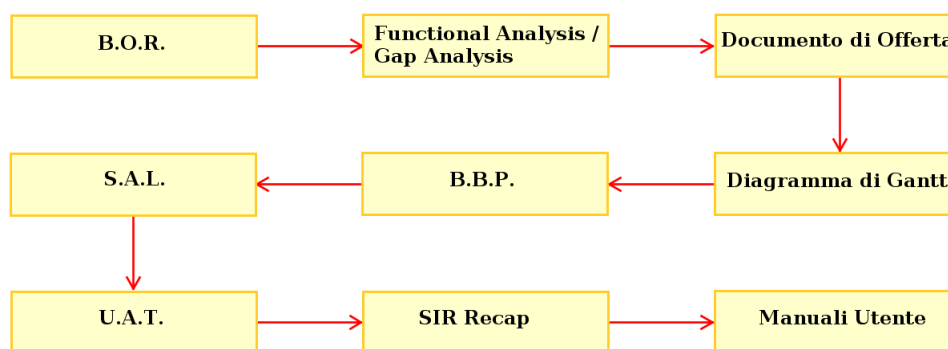 B.O.R.
Functional Analysis /
Gap Analysis
Documento di Offerta
S.A.L.
B.B.P.
Diagramma di Gantt
U.A.T.
SIR Recap
Manuali Utente